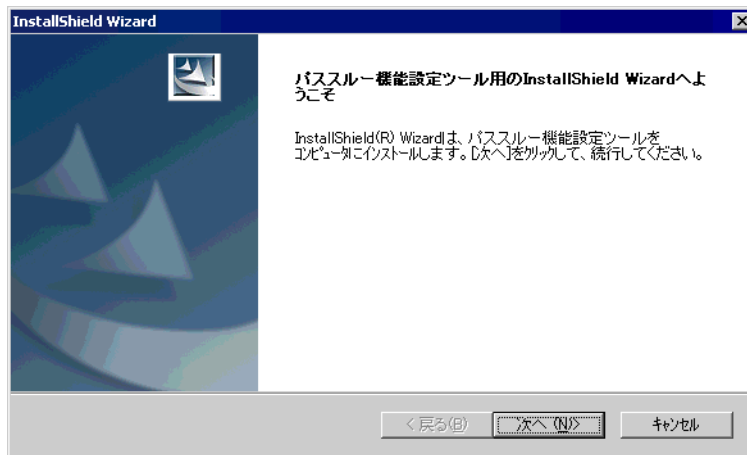 InstallShield Wizard
パススルー機能設定ツール用のInstallShield Wizardへよ
うこそ
InstallShield(R) Wizardは、パススルー機能設定ツールを
コンピュータにインストールします。[次へ]をクリックして、続行してください。
< 戻る(B)
次へ (N)>
キャンセル